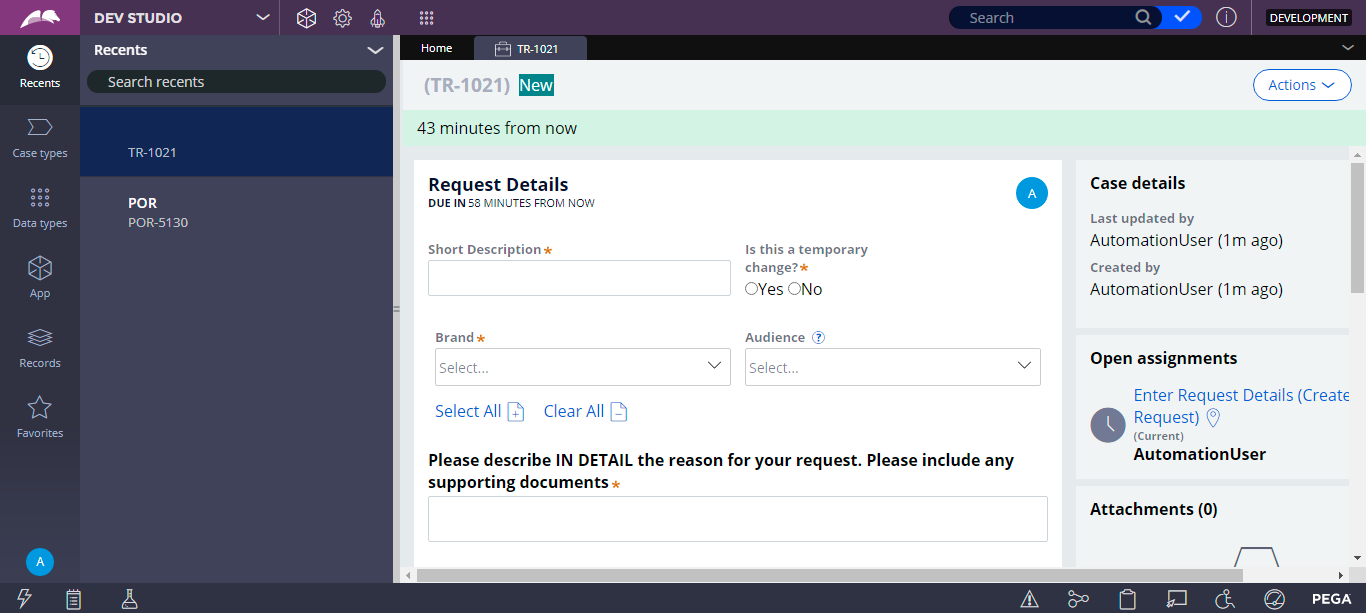 DEV STUDIO
Search
DEVELOPMENT
Recents
Case types
Data types
App
Records
Favorites
A
Recents
Search recents
TR-1021
POR
POR-5130
Home
TR-1021
(TR-1021) New
Actions
43 minutes from now
Request Details
DUE IN 58 MINUTES FROM NOW
A
Short Description*
Is this a temporary
change?*
Yes No
Brand*
Select...
Audience ?
Select...
Select All
Clear All
Please describe IN DETAIL the reason for your request. Please include any
supporting documents*
Case details
Last updated by
AutomationUser (1m ago)
Created by
AutomationUser (1m ago)
Open assignments
Enter Request Details (Create
Request)
(Current)
AutomationUser
Attachments (0)
PEGA